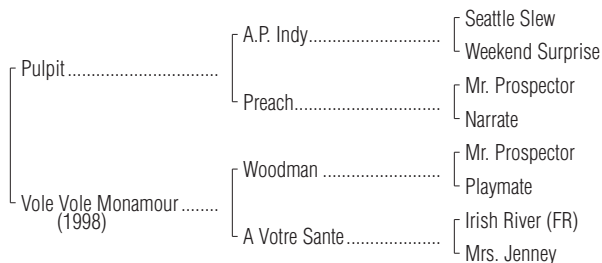 Seattle Slew
A.P. Indy..............................
Weekend Surprise
Pulpit................................
Mr. Prospector
Preach.................................
Narrate
Mr. Prospector
Woodman .........................
Playmate
Vole Vole Monamour........
(1998)
Irish River (FR)
A Votre Sante....................
Mrs. Jenney